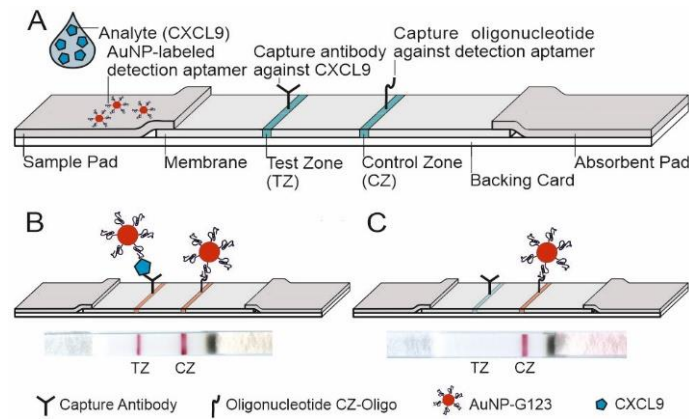 A
Analyte (CXCL9)
AuNP-labeled
detection aptamer
Capture antibody
against CXCL9
Capture oligonucleotide
against detection aptamer
Sample Pad
Membrane
Test Zone
(TZ)
Control Zone
(CZ)
Backing Card
Absorbent Pad
B
C
TZ
CZ
TZ
CZ
Capture Antibody
Oligonucleotide CZ-Oligo
AuNP-G123
CXCL9